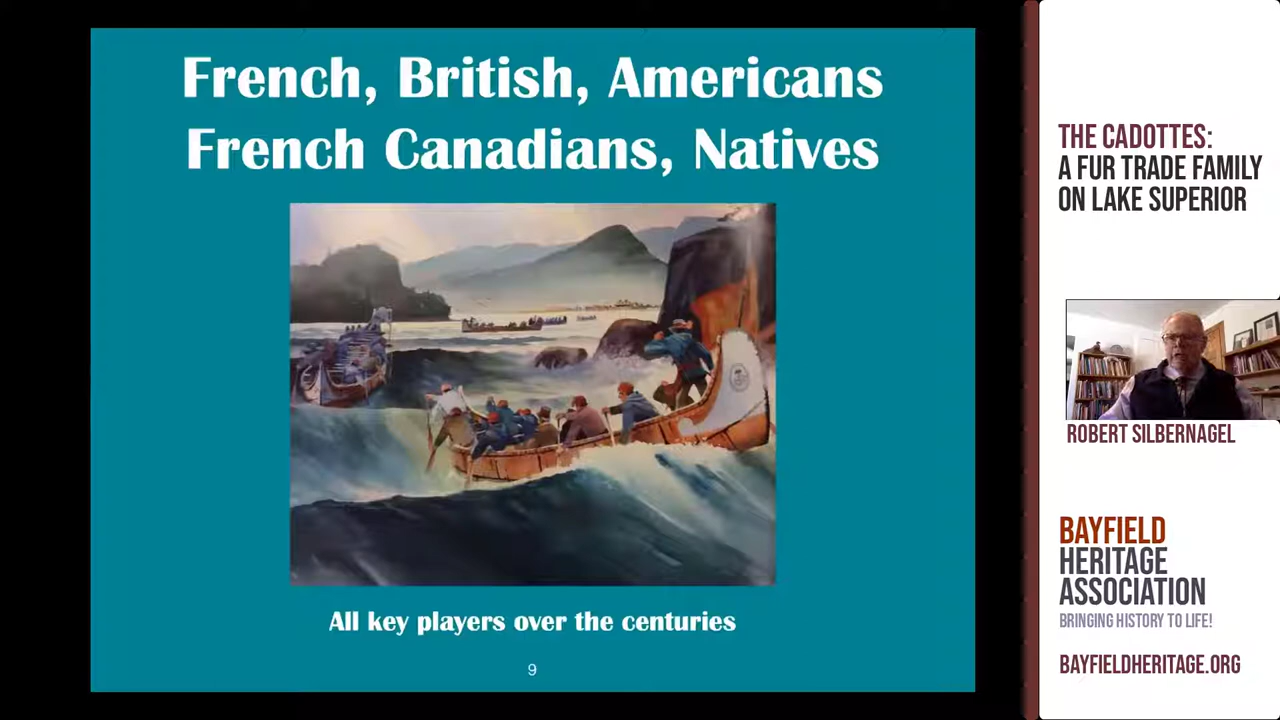 French, British, Americans
French Canadians, Natives
All key players over the centuries
9
THE CADOTTES:
A FUR TRADE FAMILY
ON LAKE SUPERIOR
ROBERT SILBERNAGEL
BAYFIELD
HERITAGE
ASSOCIATION
BRINGING HISTORY TO LIFE!
BAYFIELDHERITAGE.ORG